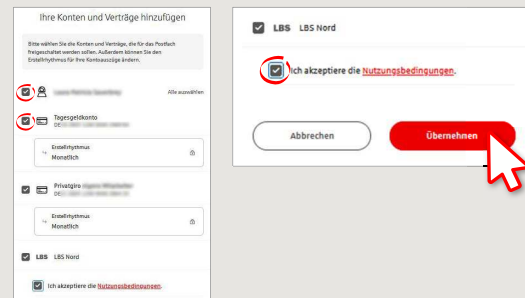 Ihre Konten und Verträge hinzufügen
Bitte wählen Sie die Konten und Verträge, die für das Postfach
freigeschaltet werden sollen. Außerdem können Sie den
Erstellrhythmus für Ihre Kontoauszüge ändern.
Alle auswählen
Tagesgeldkonto
DE
Erstellrhythmus
Monatlich
Privatgiro
DE
Erstellrhythmus
Monatlich
LBS LBS Nord
Ich akzeptiere die Nutzungsbedingungen.
LBS LBS Nord
Ich akzeptiere die Nutzungsbedingungen.
Abbrechen
Übernehmen